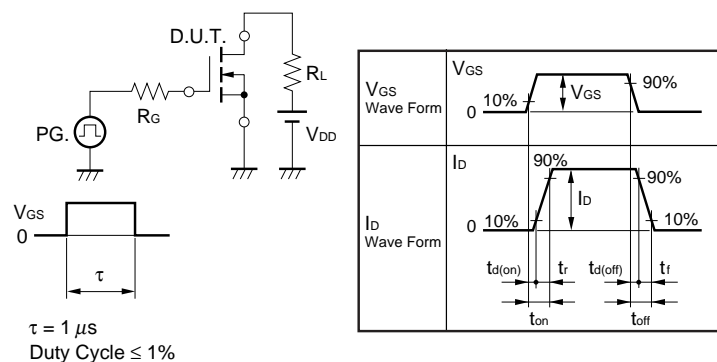 D.U.T.
RL
RG
PG.
VDD
VGS
0
τ
τ = 1 μs
Duty Cycle ≤ 1%
VGS
Wave Form
VGS
VGS
10%
90%
0
ID
Wave Form
ID
90%
90%
ID
10%
10%
0
td(on)
tr
td(off)
tf
ton
toff